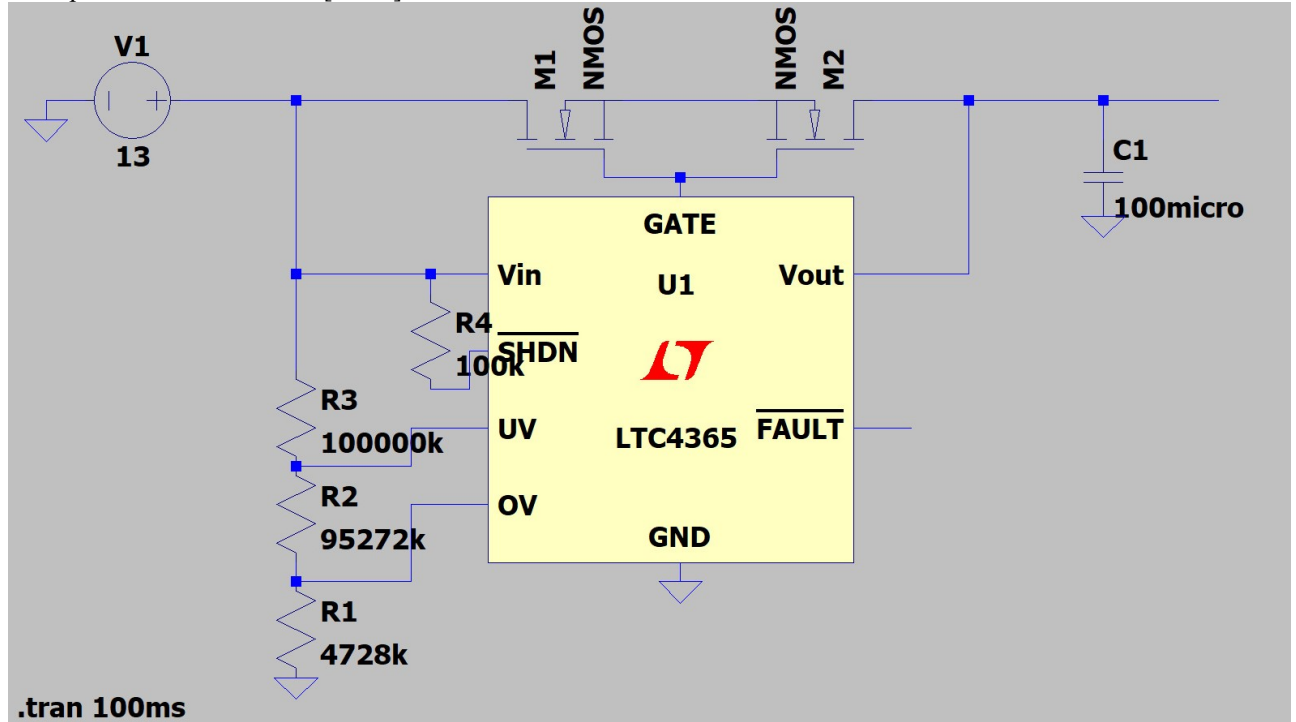 V1
13
M1
NMOS
NMOS
M2
C1
100micro
GATE
U1
Vin
Vout
R4
100k
SHDN
R3
100000k
UV
LTC4365
FAULT
R2
95272k
OV
GND
R1
4728k
.tran 100ms